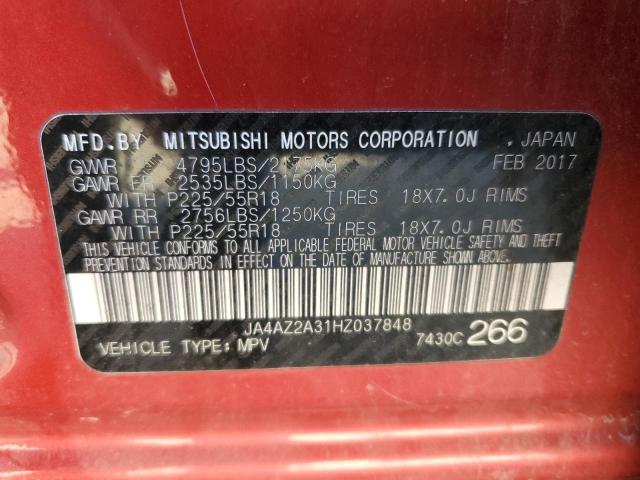 MFD.BY MITSUBISHI MOTORS CORPORATION , JAPAN
GVWR 4795LBS/2175KG FEB 2017
GAWR FR 2535LBS/1150KG
WITH P225/55R18 TIRES 18X7.0J RIMS
GAWR RR 2756LBS/1250KG
WITH P225/55R18 TIRES 18X7.0J RIMS
THIS VEHICLE CONFORMS TO ALL APPLICABLE FEDERAL MOTOR VEHICLE SAFETY AND THEFT
PREVENTION STANDARDS IN EFFECT ON THE DATE OF MANUFACTURE SHOWN ABOVE.
JA4AZ2A31HZ037848
VEHICLE TYPE: MPV 7430C 266